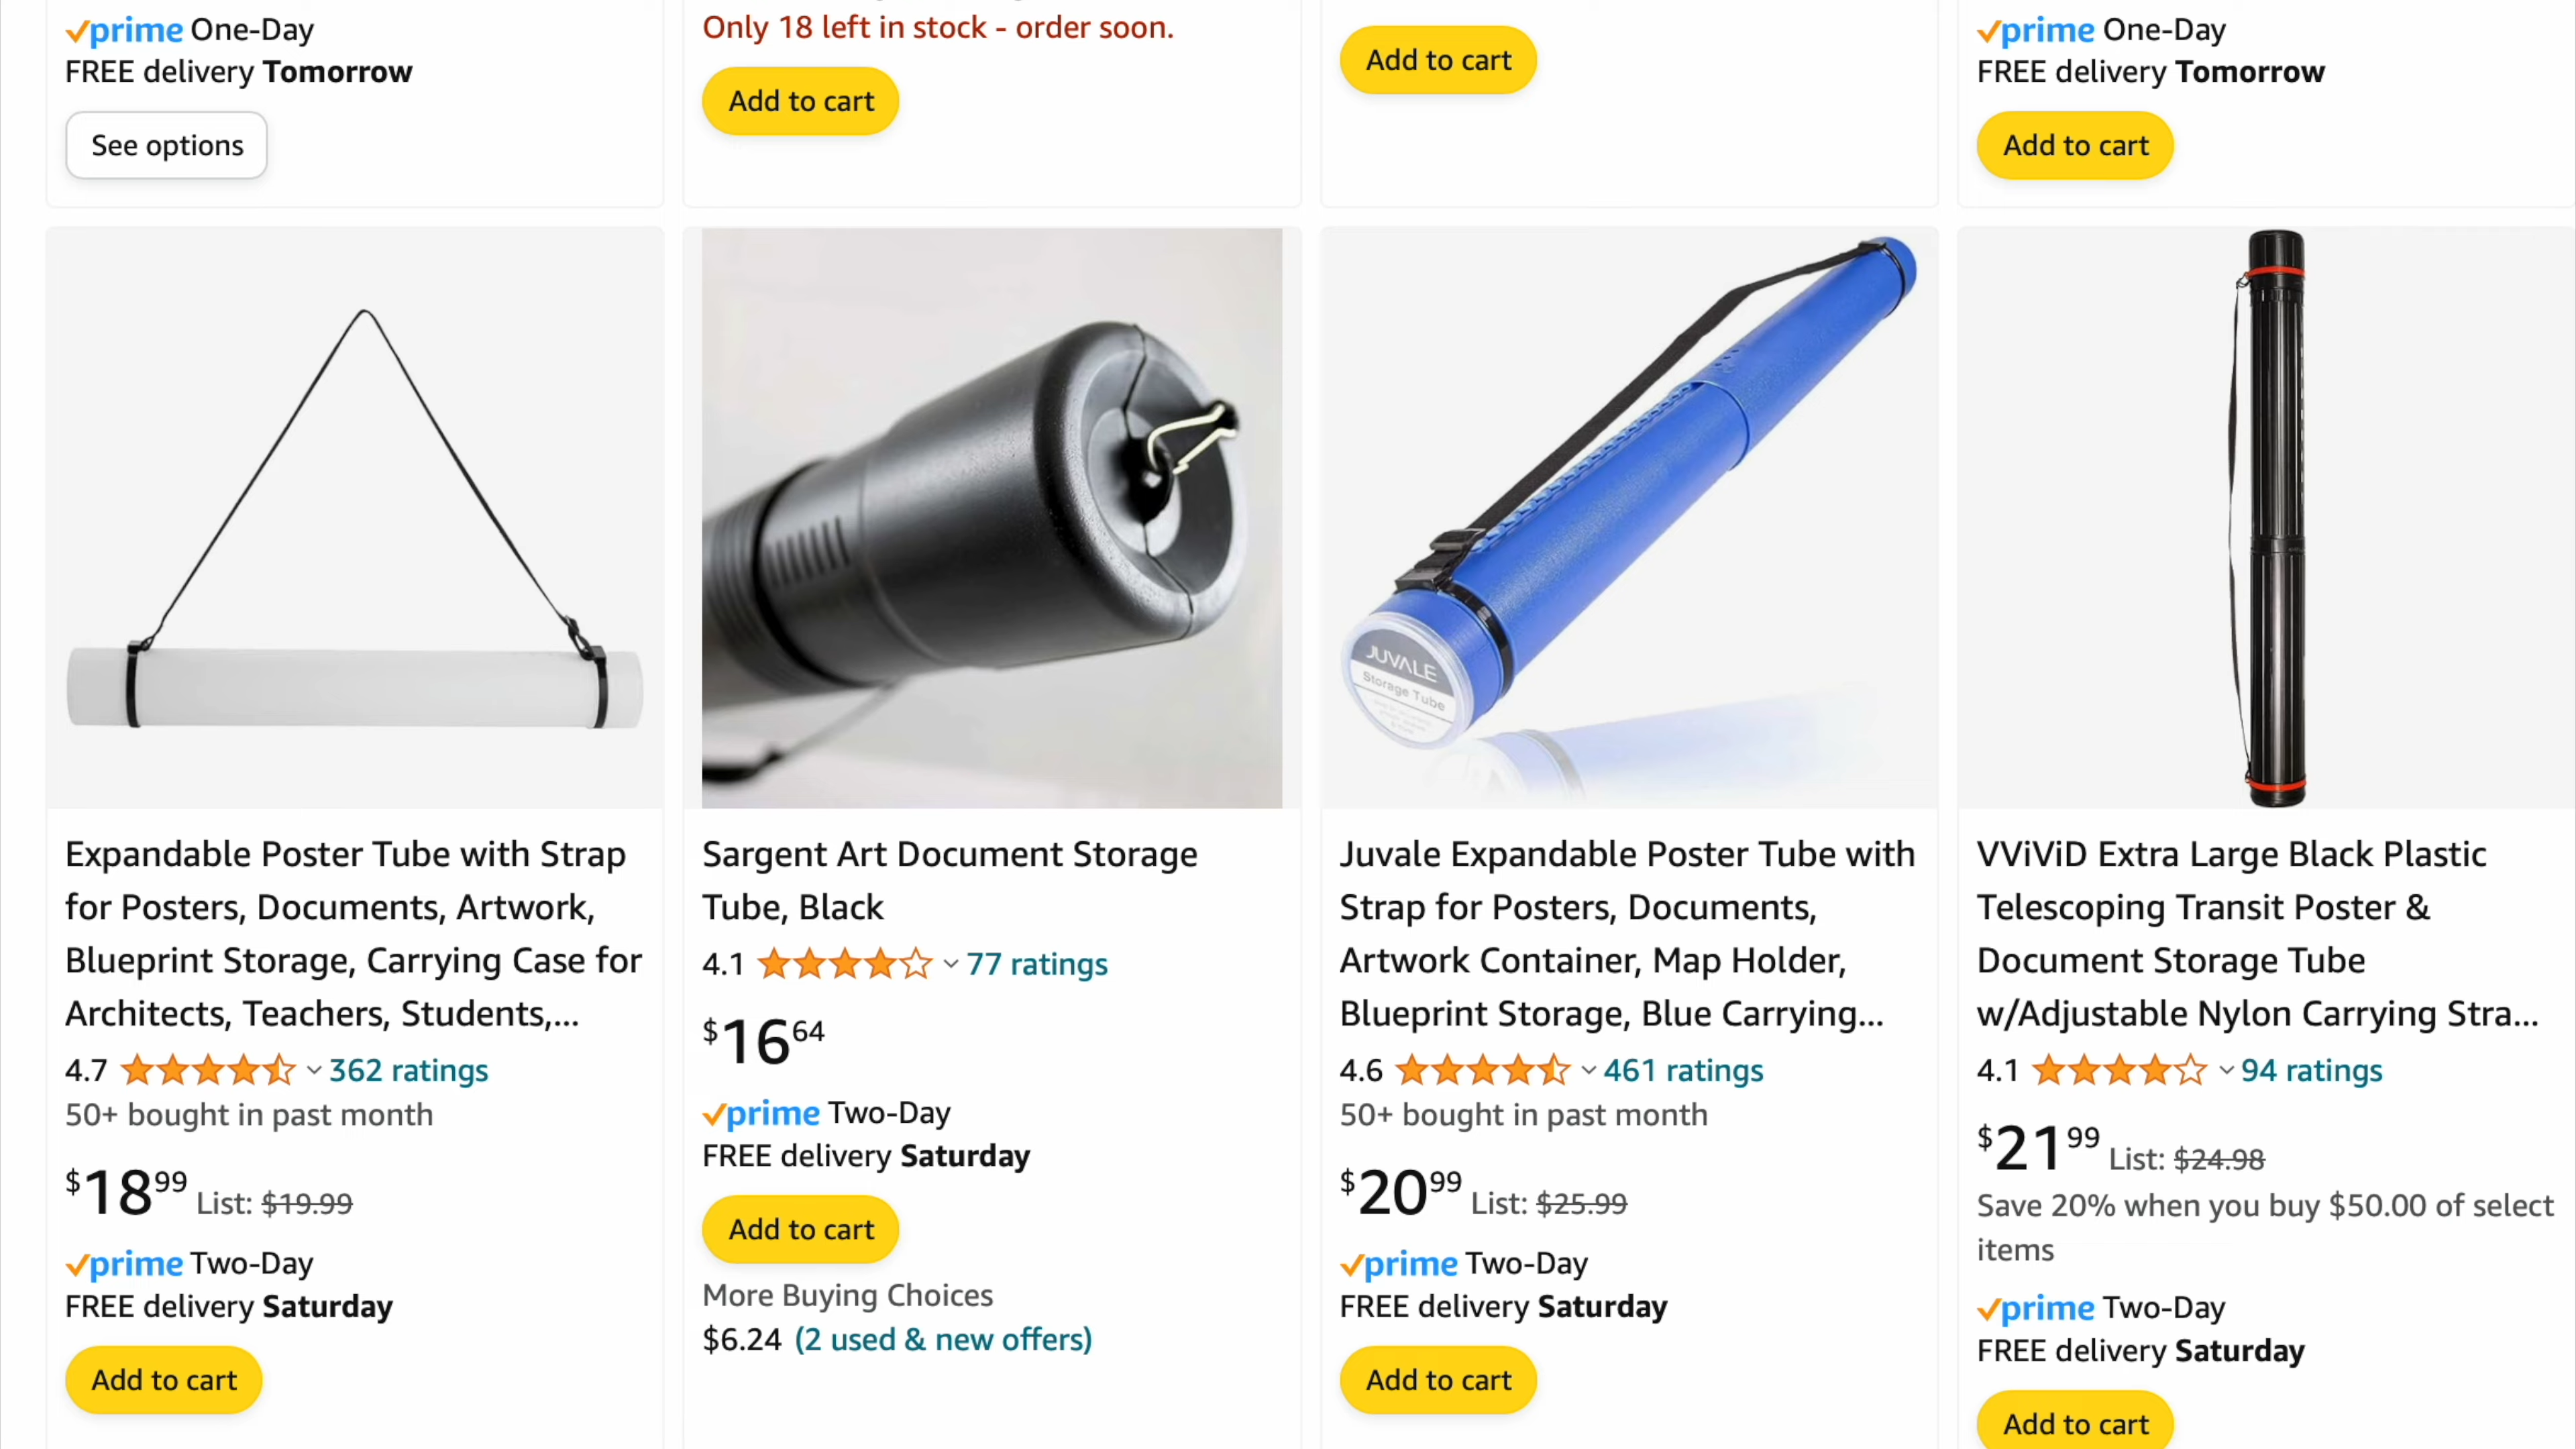 prime One-Day
FREE delivery Tomorrow
See options
Only 18 left in stock - order soon.
Add to cart
Add to cart
prime One-Day
FREE delivery Tomorrow
Add to cart
Expandable Poster Tube with Strap
for Posters, Documents, Artwork,
Blueprint Storage, Carrying Case for
Architects, Teachers, Students,...
4.7 362 ratings
50+ bought in past month
$18.99 List: $19.99
prime Two-Day
FREE delivery Saturday
Add to cart
Sargent Art Document Storage
Tube, Black
4.1 77 ratings
$16.64
prime Two-Day
FREE delivery Saturday
Add to cart
More Buying Choices
$6.24 (2 used & new offers)
JUVALE
Storage Tube
Juvale Expandable Poster Tube with
Strap for Posters, Documents,
Artwork Container, Map Holder,
Blueprint Storage, Blue Carrying...
4.6 461 ratings
50+ bought in past month
$20.99 List: $25.99
prime Two-Day
FREE delivery Saturday
Add to cart
VViViD Extra Large Black Plastic
Telescoping Transit Poster &
Document Storage Tube
w/Adjustable Nylon Carrying Stra...
4.1 94 ratings
$21.99 List: $24.98
Save 20% when you buy $50.00 of select
items
prime Two-Day
FREE delivery Saturday
Add to cart